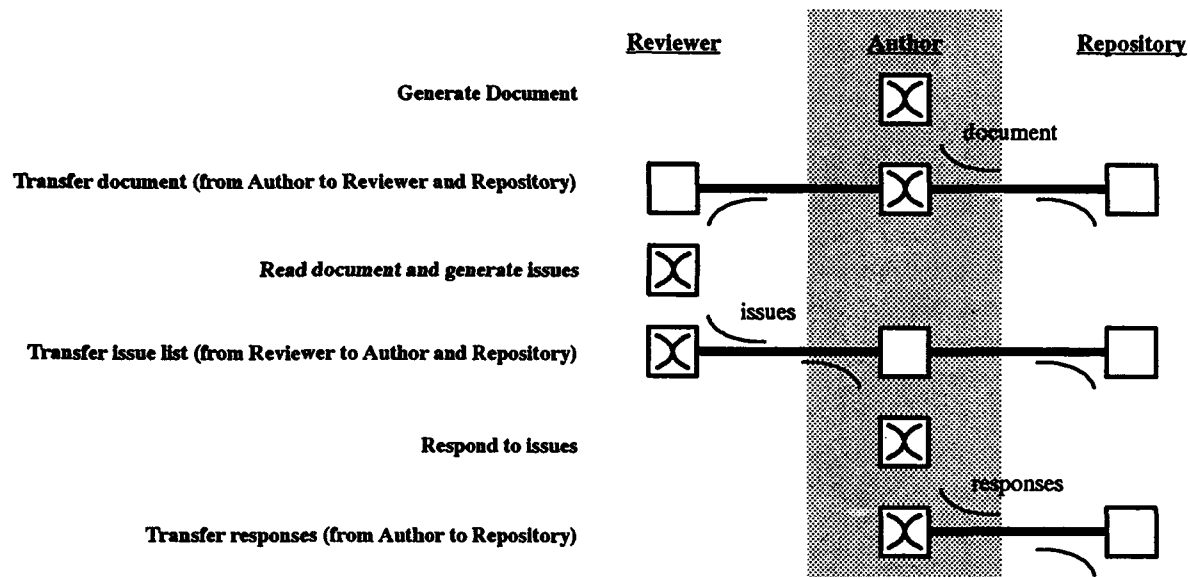 Reviewer Author Repository
Generate Document
document
Transfer document (from Author to Reviewer and Repository)
Read document and generate issues
issues
Transfer issue list (from Reviewer to Author and Repository)
Respond to issues
responses
Transfer responses (from Author to Repository)